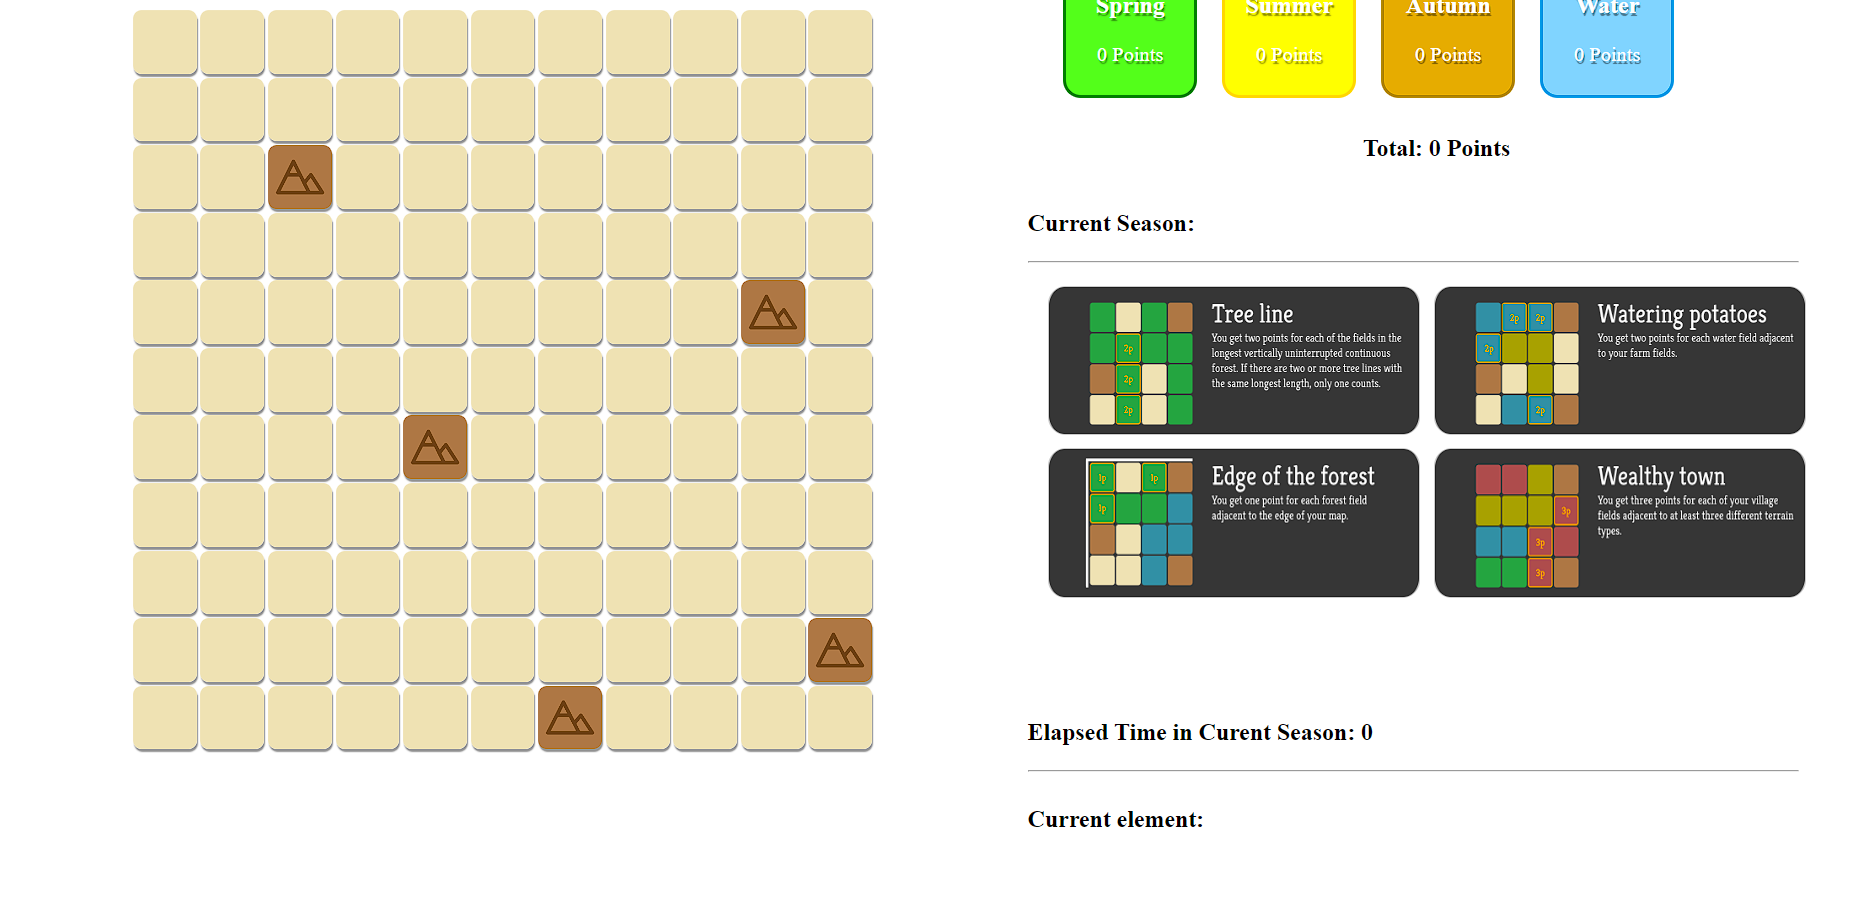 Spring
Summer
Autumn
Water
0 Points
0 Points
0 Points
0 Points
Total: 0 Points
Current Season:
Tree line
You get two points for each of the fields in the
longest vertically uninterrupted continuous
forest. If there are two or more tree lines with
the same longest length, only one counts.
2p
2p
2p
Watering potatoes
You get two points for each water field adjacent
to your farm fields.
2p
2p
2p
2p
Edge of the forest
You get one point for each forest field
adjacent to the edge of your map.
1p
1p
1p
Wealthy town
You get three points for each of your village
fields adjacent to at least three different terrain
types.
3p
3p
3p
Elapsed Time in Curent Season: 0
Current element: